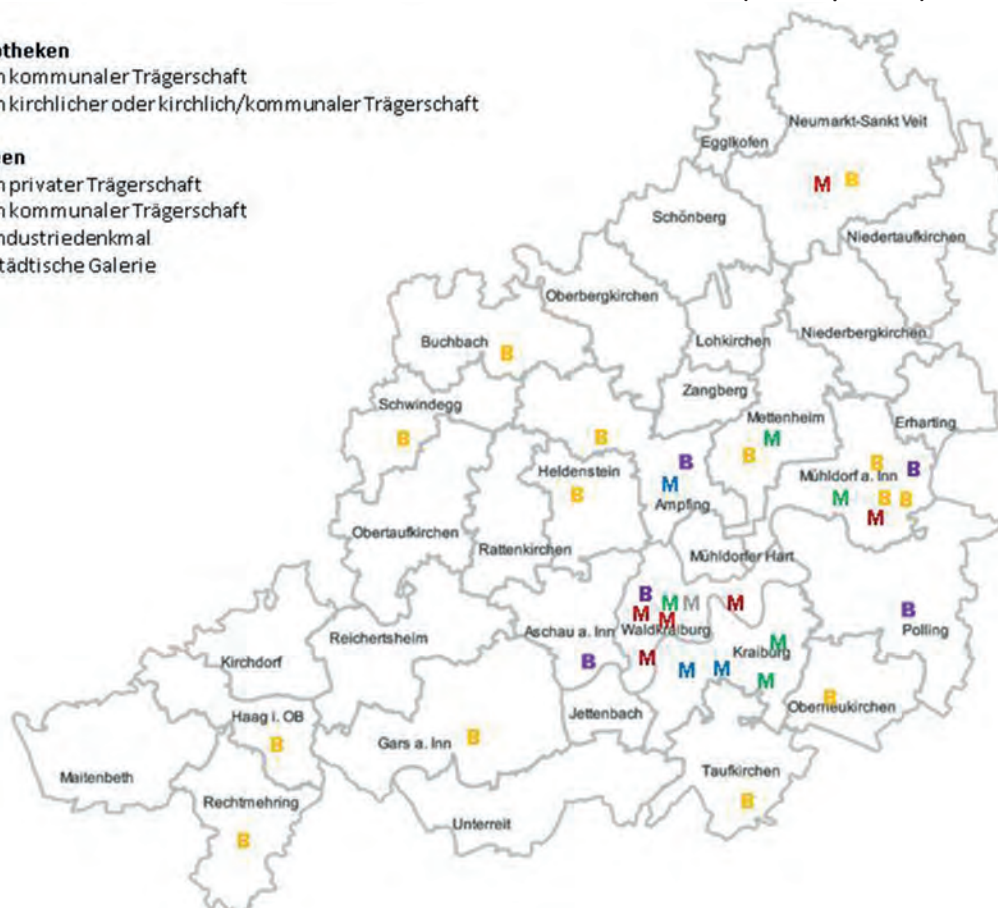 otheken
n kommunaler Trägerschaft
n kirchlicher oder kirchlich/kommunaler Trägerschaft
en
n privater Trägerschaft
n kommunaler Trägerschaft
ndustriedenkmal
tädtische Galerie
Neumarkt-Sankt Veit
Egglkofen
M B
Schönberg
Niedertaufkirchen
Oberbergkirchen
Niederbergkirchen
Lohkirchen
Buchbach
B
Zangberg
Schwindegg
Mettenheim
Erharting
B
B
M
B
B
B
B
Heldenstein
M
Mühldorf a. Inn
B
M
B B
Ampfing
M
Obertaufkirchen
Rattenkirchen
Mühldorfer Hart
B
M M
M
M
M
B
Reichertsheim
Aschau a. Inn
Waldkraiburg
Polling
M
Kraiburg
Kirchdorf
B
M
M
M
M
B
Oberneukirchen
Haag i. OB
Jettenbach
B
Gars a. Inn
B
Maitenbeth
Taufkirchen
B
Rechtmehring
Unterreit
B